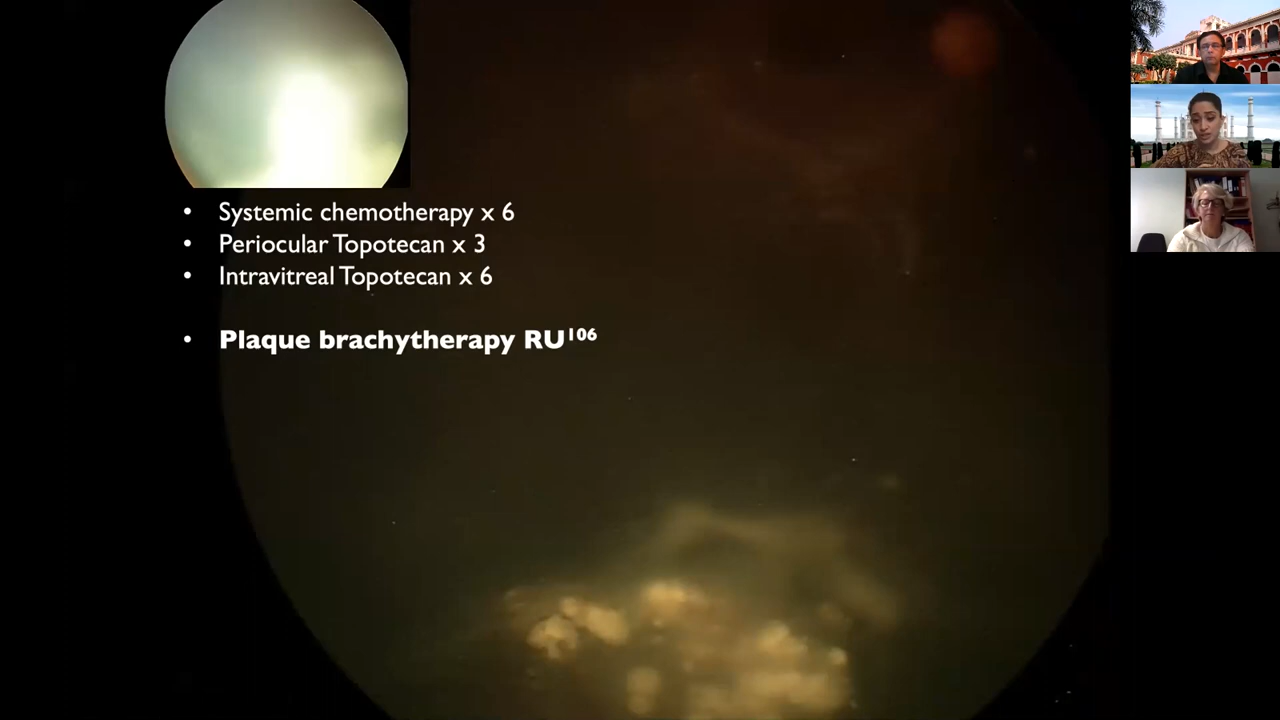 • Systemic chemotherapy x 6
• Periocular Topotecan x 3
• Intravitreal Topotecan x 6
• Plaque brachytherapy RU¹⁰⁶